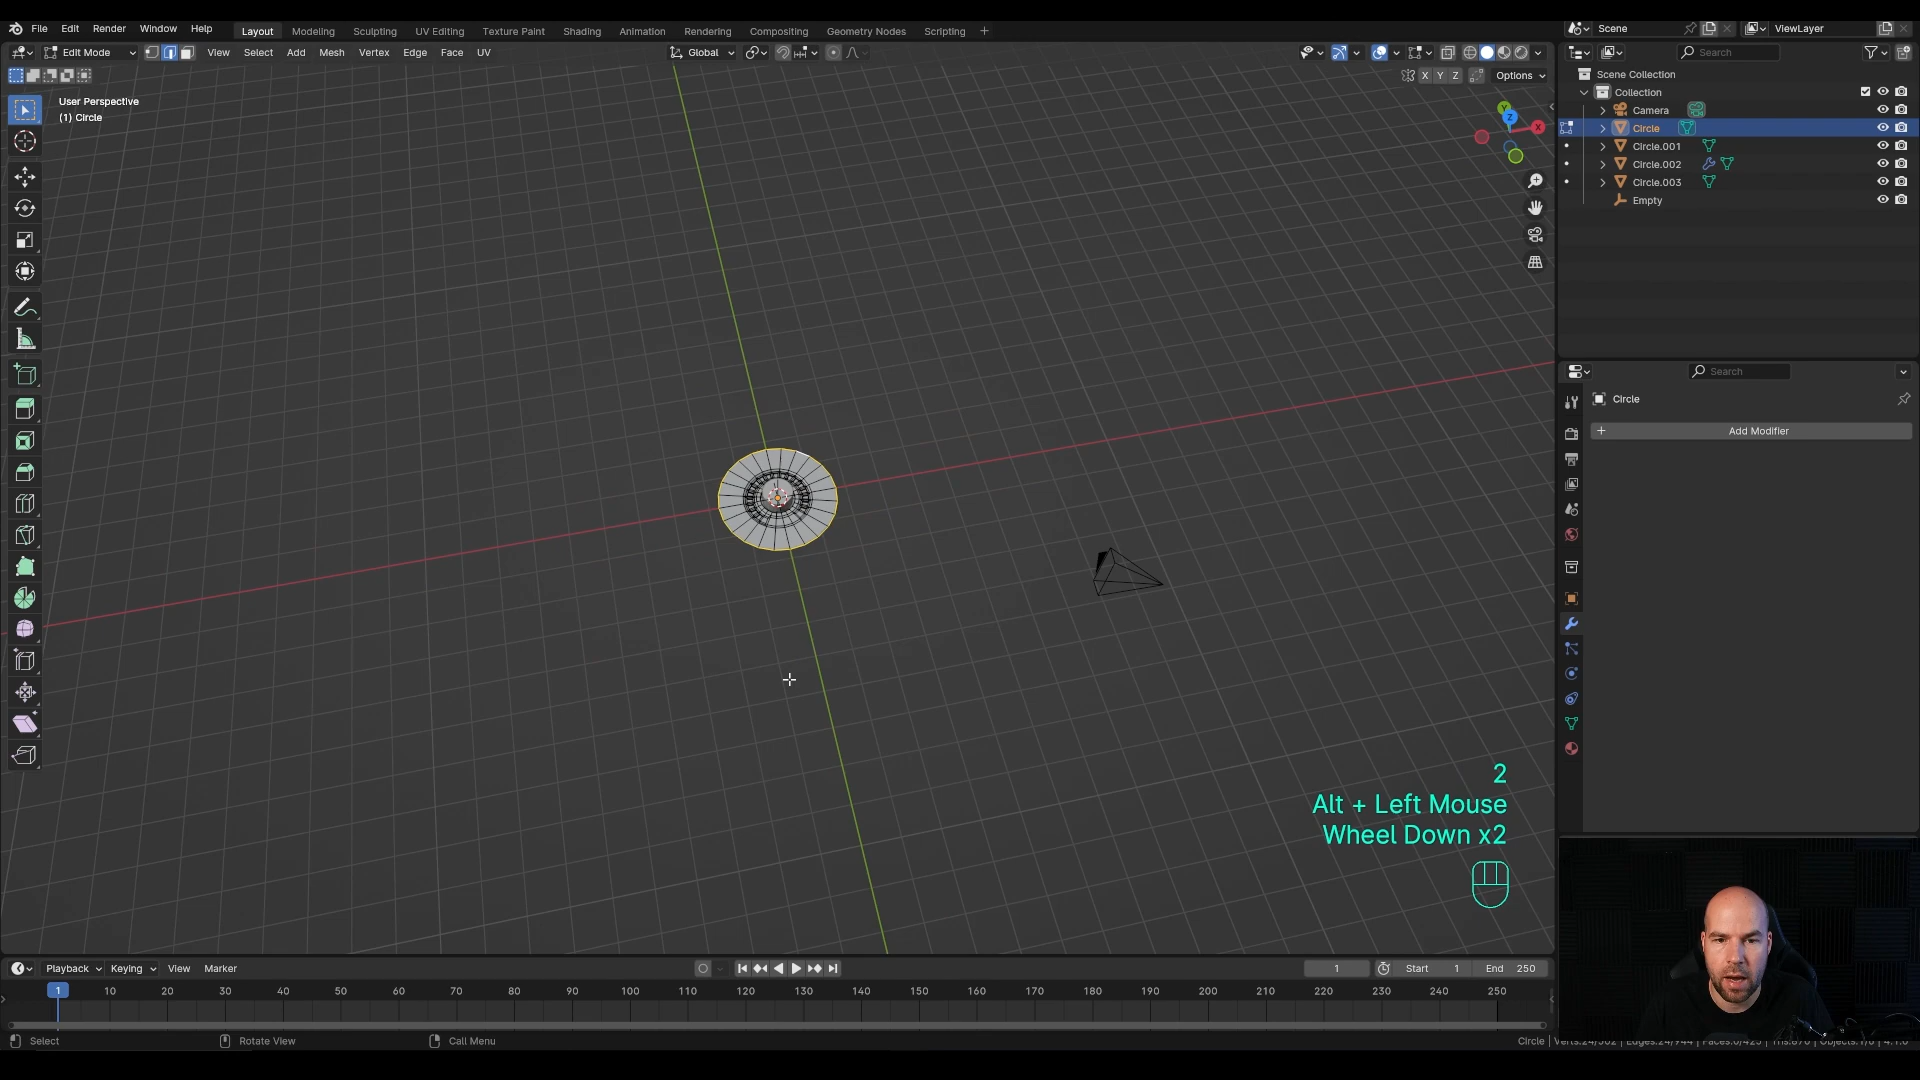 File Edit Render Window Help Layout Modeling Sculpting UV Editing Texture Paint Shading Animation Rendering Compositing Geometry Nodes Scripting +
Scene ViewLayer
Edit Mode View Select Add Mesh Vertex Edge Face UV Global
Search
X Y Z Options
User Perspective
(1) Circle
Y
Z
X
Scene Collection
Collection
Camera
Circle
Circle.001
Circle.002
Circle.003
Empty
Search
Circle
+ Add Modifier
2
Alt + Left Mouse
Wheel Down x2
Playback Keying View Marker 1 Start 1 End 250
1 10 20 30 40 50 60 70 80 90 100 110 120 130 140 150 160 170 180 190 200 210 220 230 240 250
Select Rotate View Call Menu Circle